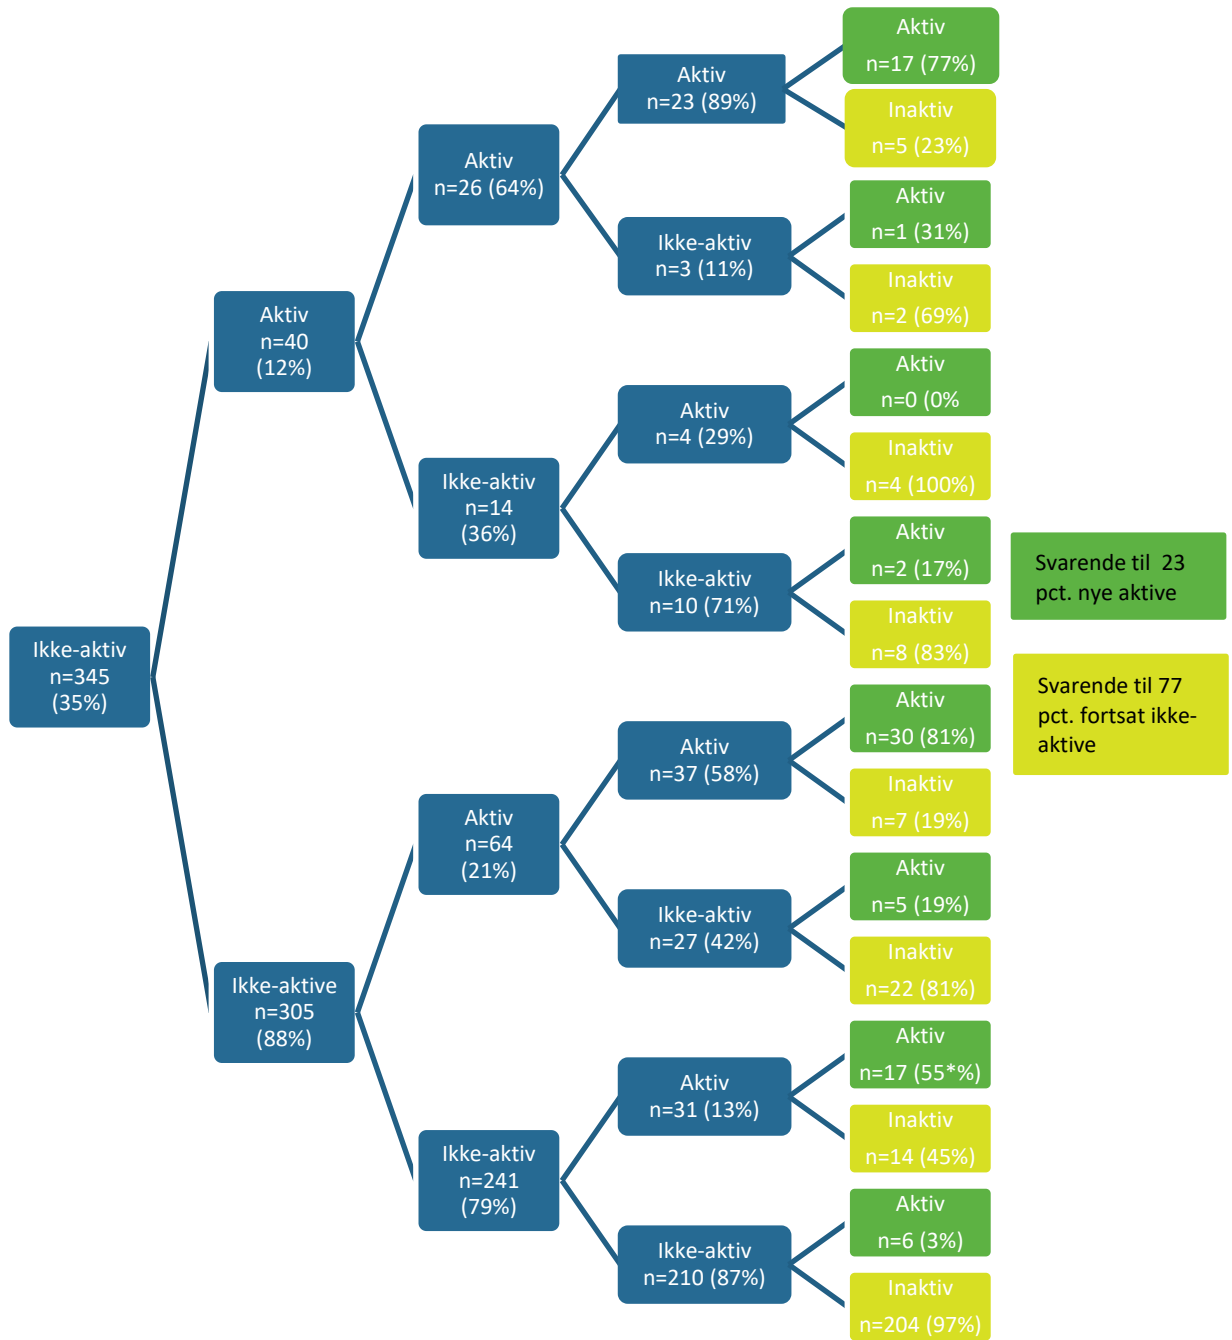 Ikke-aktiv
n=345
(35%)
Aktiv
n=40
(12%)
Ikke-aktive
n=305
(88%)
Aktiv
n=26 (64%)
Ikke-aktiv
n=14
(36%)
Aktiv
n=64
(21%)
Ikke-aktiv
n=241
(79%)
Aktiv
n=23 (89%)
Ikke-aktiv
n=3 (11%)
Aktiv
n=4 (29%)
Ikke-aktiv
n=10 (71%)
Aktiv
n=37 (58%)
Ikke-aktiv
n=27 (42%)
Aktiv
n=31 (13%)
Ikke-aktiv
n=210 (87%)
Aktiv
n=17 (77%)
Inaktiv
n=5 (23%)
Aktiv
n=1 (31%)
Inaktiv
n=2 (69%)
Aktiv
n=0 (0%
Inaktiv
n=4 (100%)
Aktiv
n=2 (17%)
Inaktiv
n=8 (83%)
Aktiv
n=30 (81%)
Inaktiv
n=7 (19%)
Aktiv
n=5 (19%)
Inaktiv
n=22 (81%)
Aktiv
n=17 (55*%)
Inaktiv
n=14 (45%)
Aktiv
n=6 (3%)
Inaktiv
n=204 (97%)
Svarende til 23
pct. nye aktive
Svarende til 77
pct. fortsat ikke-
aktive